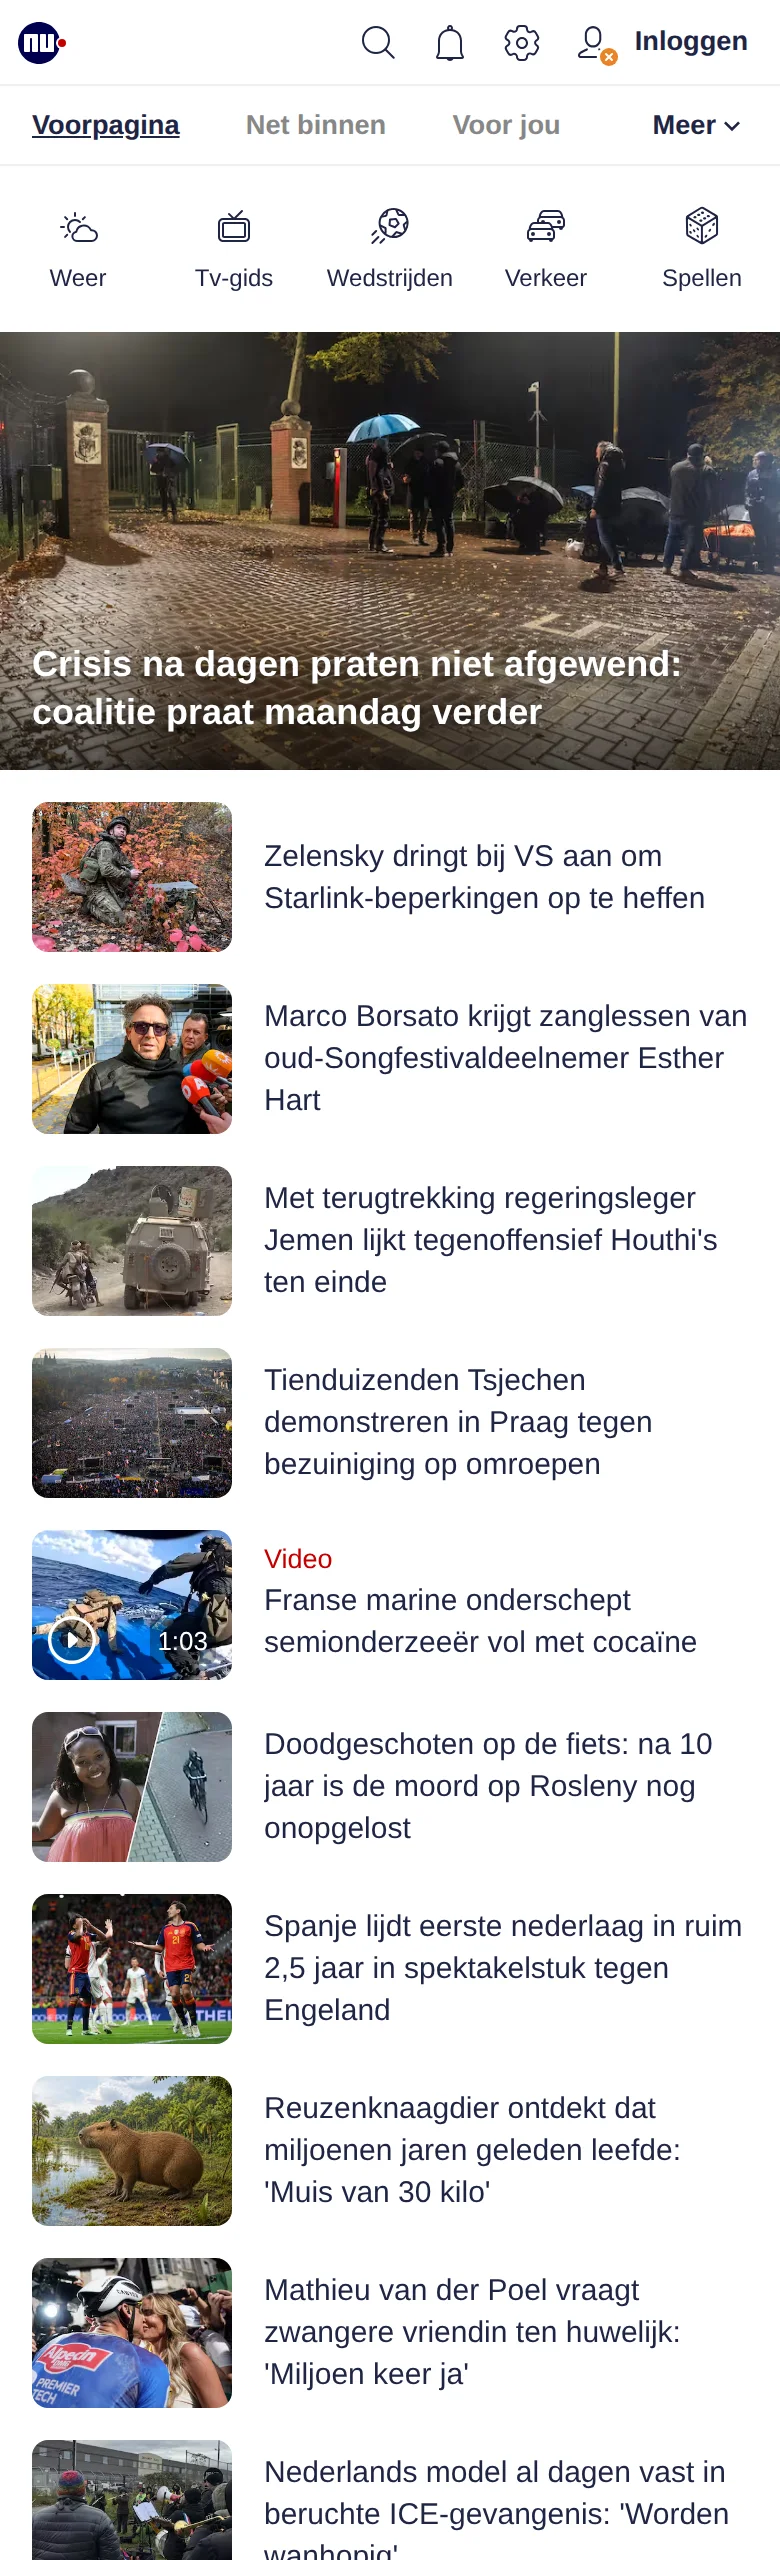 nu
Inloggen
Voorpagina
Net binnen
Voor jou
Meer
Weer
Tv-gids
Wedstrijden
Verkeer
Spellen
Crisis na dagen praten niet afgewend:
coalitie praat maandag verder
Zelensky dringt bij VS aan om
Starlink-beperkingen op te heffen
Marco Borsato krijgt zanglessen van
oud-Songfestivaldeelnemer Esther
Hart
Met terugtrekking regeringsleger
Jemen lijkt tegenoffensief Houthi's
ten einde
Tienduizenden Tsjechen
demonstreren in Praag tegen
bezuiniging op omroepen
1:03
Video
Franse marine onderschept
semionderzeeër vol met cocaïne
Doodgeschoten op de fiets: na 10
jaar is de moord op Rosleny nog
onopgelost
21
THE
Spanje lijdt eerste nederlaag in ruim
2,5 jaar in spektakelstuk tegen
Engeland
Reuzenknaagdier ontdekt dat
miljoenen jaren geleden leefde:
'Muis van 30 kilo'
Alpecin
PREMIER
TECH
Mathieu van der Poel vraagt
zwangere vriendin ten huwelijk:
'Miljoen keer ja'
Nederlands model al dagen vast in
beruchte ICE-gevangenis: 'Worden
wanhopig'